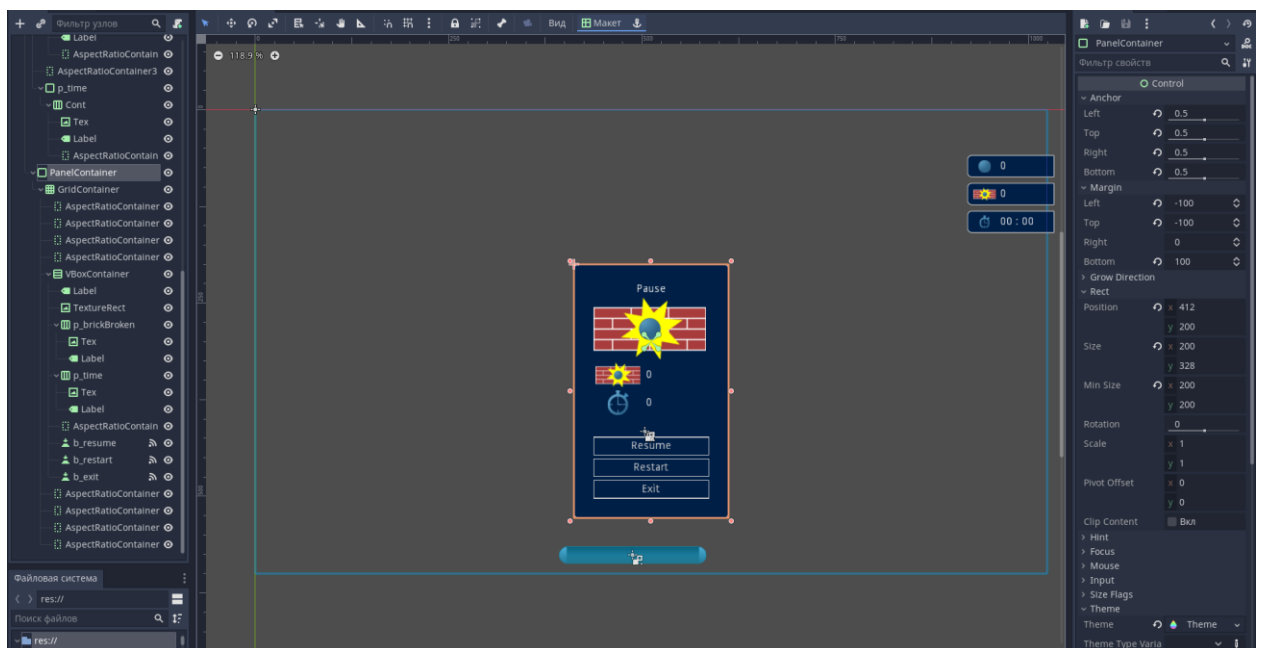 Фильтр узлов
Label
AspectRatioContain
AspectRatioContainer3
p_time
Cont
Tex
Label
AspectRatioContain
PanelContainer
GridContainer
AspectRatioContainer
AspectRatioContainer
AspectRatioContainer
AspectRatioContainer
VBoxContainer
Label
TextureRect
p_brickBroken
Tex
Label
p_time
Tex
Label
AspectRatioContain
b_resume
b_restart
b_exit
AspectRatioContainer
AspectRatioContainer
AspectRatioContainer
AspectRatioContainer
Файловая система
res://
Поиск файлов
res://
Вид Макет
0 250 500 750 1000
118.9 %
0
0
00 : 00
Pause
0
0
Resume
Restart
Exit
PanelContainer
Фильтр свойств
Control
Anchor
Left 0.5
Top 0.5
Right 0.5
Bottom 0.5
Margin
Left -100
Top -100
Right 0
Bottom 100
Grow Direction
Rect
Position x 412
y 200
Size x 200
y 328
Min Size x 200
y 200
Rotation 0
Scale x 1
y 1
Pivot Offset x 0
y 0
Clip Content Вкл
Hint
Focus
Mouse
Input
Size Flags
Theme
Theme Theme
Theme Type Varia